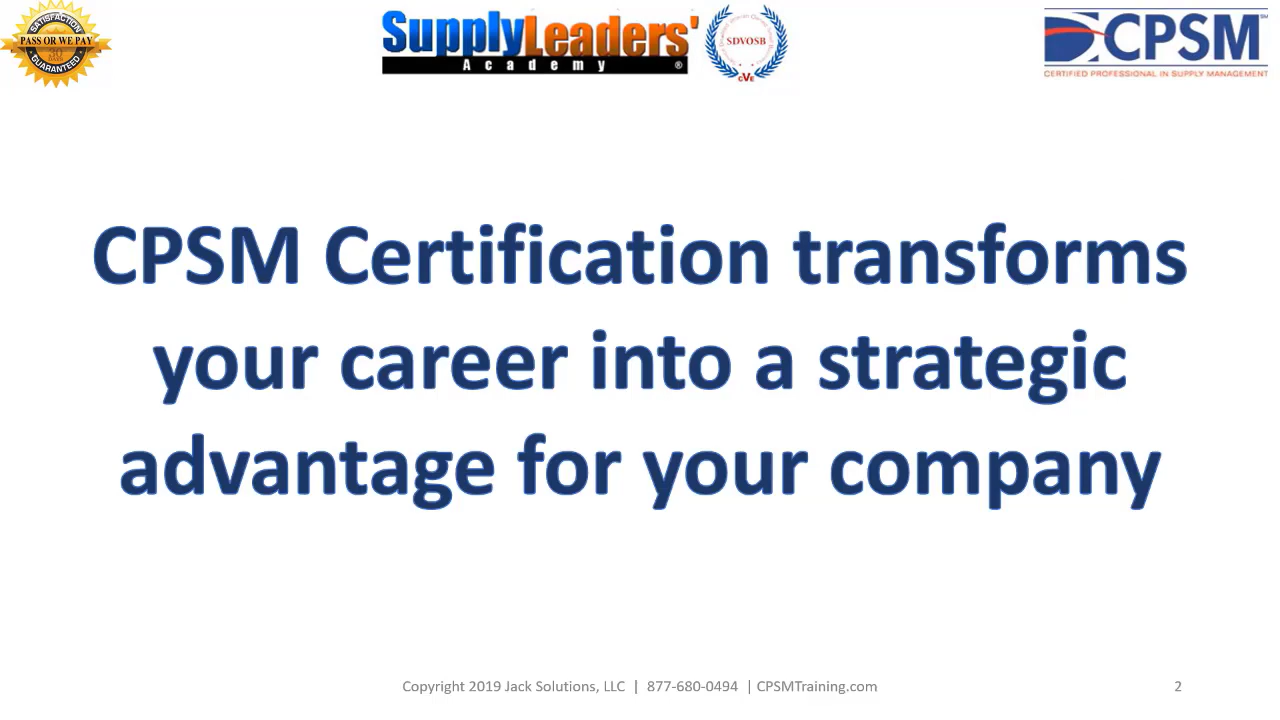 SATISFACTION
PASS OR WE PAY
GUARANTEED
SupplyLeaders'
Academy ®
SDVOSB
CVE
CPSM
CERTIFIED PROFESSIONAL IN SUPPLY MANAGEMENT
CPSM Certification transforms
your career into a strategic
advantage for your company
Copyright 2019 Jack Solutions, LLC | 877-680-0494 | CPSMTraining.com
2